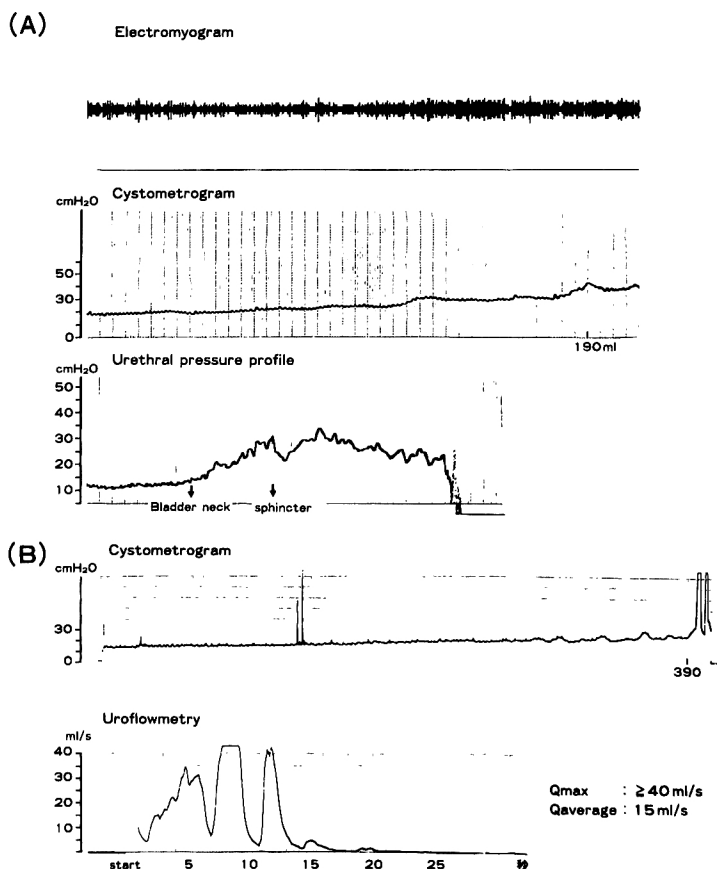 (A)
Electromyogram
Cystometrogram
cmH₂O
50
30
0
190ml
Urethral pressure profile
cmH₂O
50
40
30
20
10
Bladder neck
sphincter
(B)
Cystometrogram
cmH₂O
30
0
390
Uroflowmetry
ml/s
40
30
20
10
Qmax : ≥40ml/s
Qaverage : 15ml/s
start 5 10 15 20 25